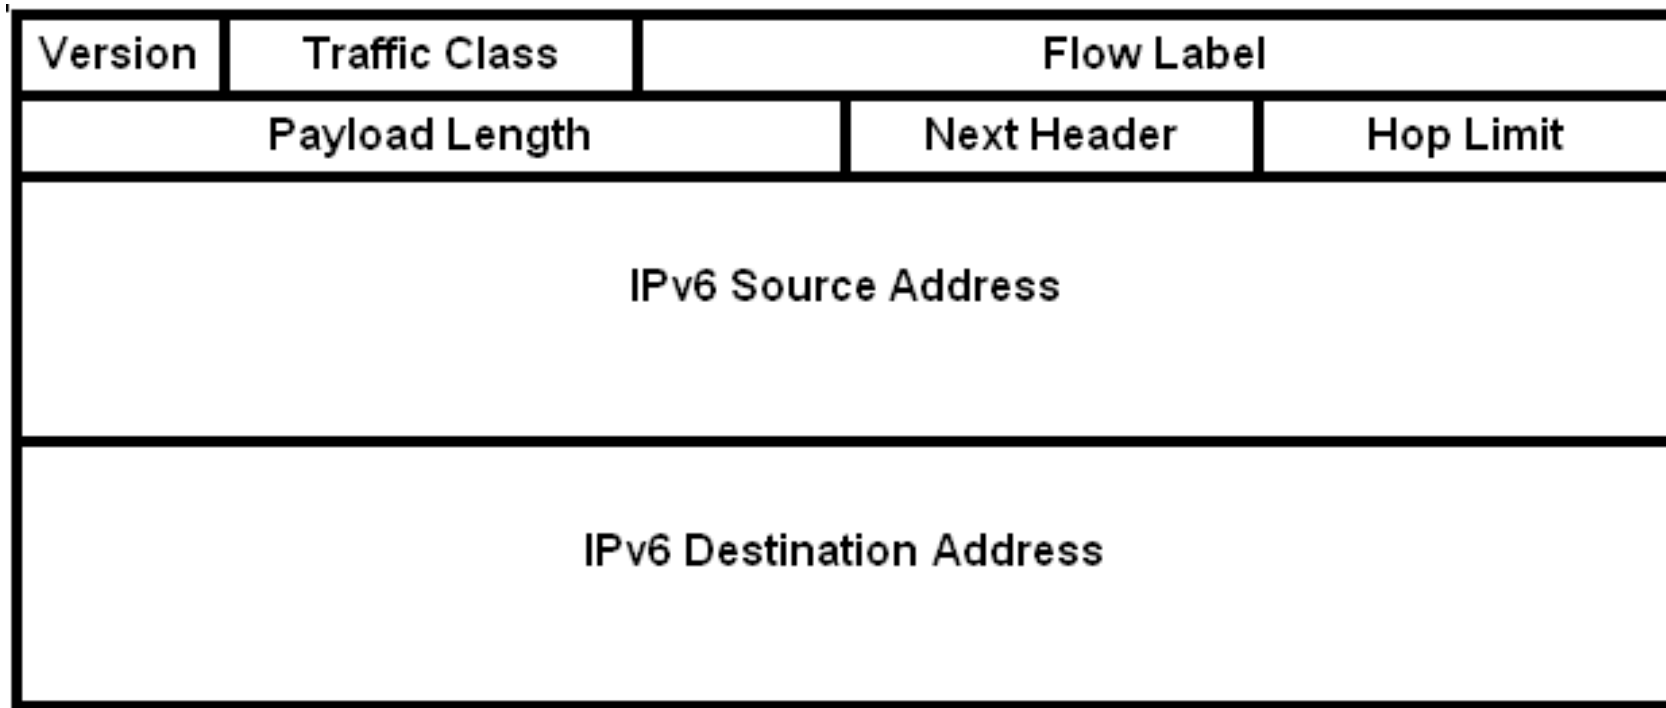 Version Traffic Class Flow Label
Payload Length Next Header Hop Limit
IPv6 Source Address
IPv6 Destination Address